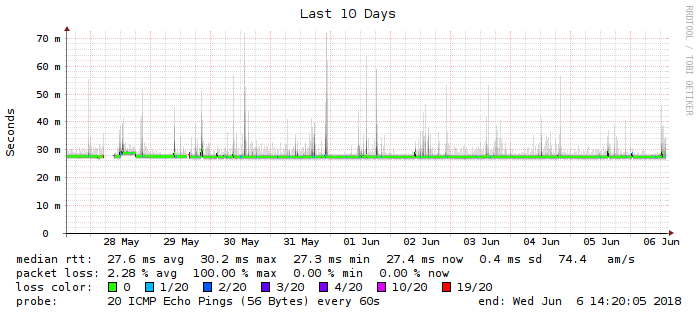 Last 10 Days
RRDTOOL / TOBI OETIKER
Seconds
70 m
60 m
50 m
40 m
30 m
20 m
10 m
0
28 May 29 May 30 May 31 May 01 Jun 02 Jun 03 Jun 04 Jun 05 Jun 06 Jun
median rtt: 27.6 ms avg 30.2 ms max 27.3 ms min 27.4 ms now 0.4 ms sd 74.4 am/s
packet loss: 2.28 % avg 100.00 % max 0.00 % min 0.00 % now
loss color: 0 1/20 2/20 3/20 4/20 10/20 19/20
probe: 20 ICMP Echo Pings (56 Bytes) every 60s end: Wed Jun 6 14:20:05 2018